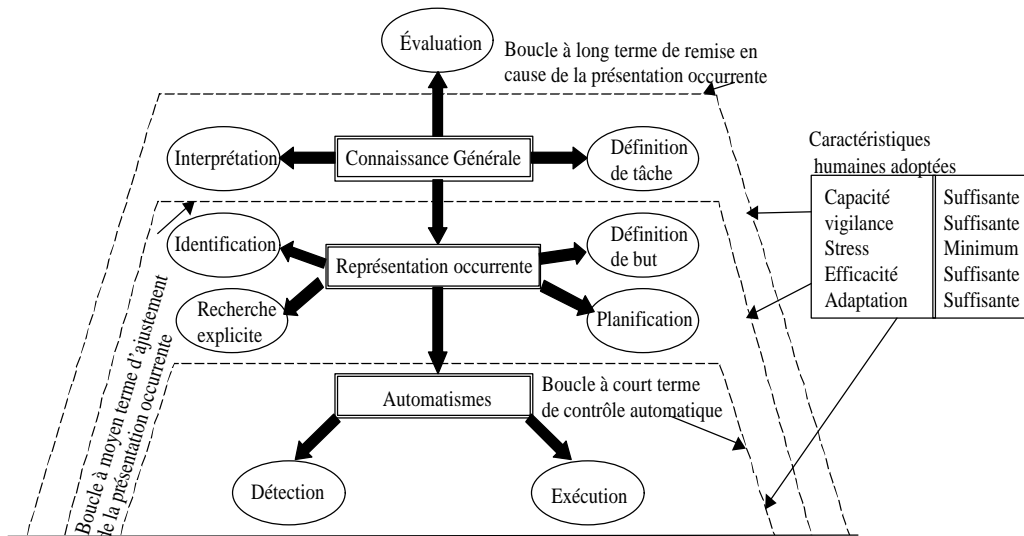 Évaluation
Boucle à long terme de remise en
cause de la présentation occurrente
Interprétation
Connaissance Générale
Définition
de tâche
Caractéristiques
humaines adoptées
Capacité Suffisante
vigilance Suffisante
Stress Minimum
Efficacité Suffisante
Adaptation Suffisante
Identification
Représentation occurrente
Définition
de but
Recherche
explicite
Planification
Boucle à moyen terme d'ajustement
de la présentation occurrente
Automatismes
Boucle à court terme
de contrôle automatique
Détection
Exécution